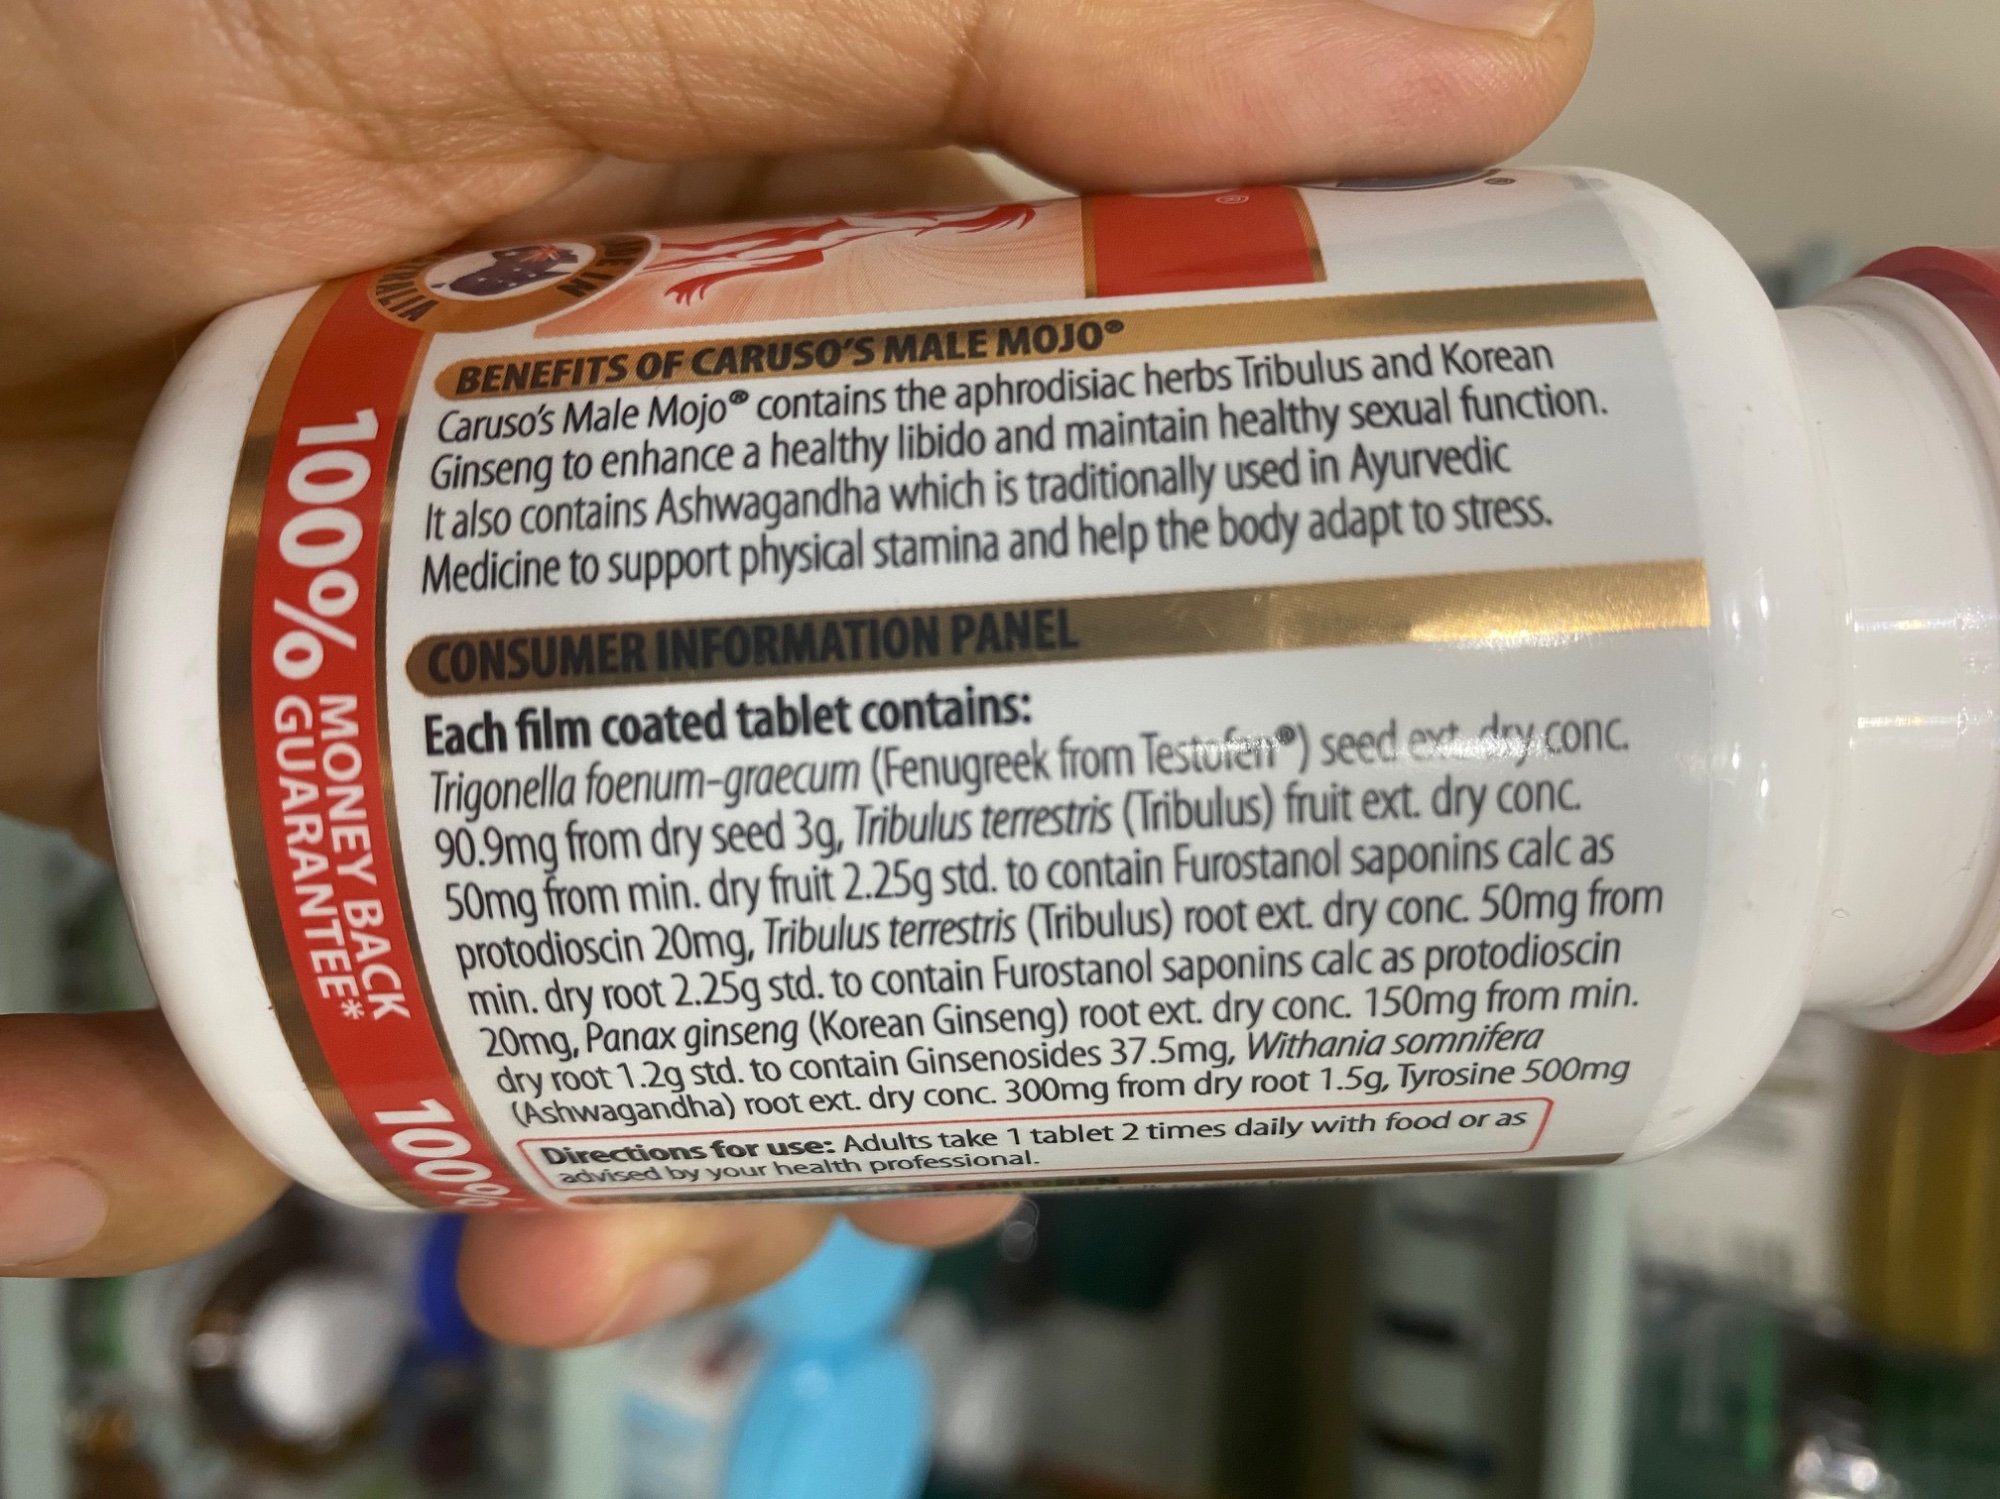 MADE IN
AUSTRALIA
BENEFITS OF CARUSO'S MALE MOJO®
Caruso's Male Mojo® contains the aphrodisiac herbs Tribulus and Korean
Ginseng to enhance a healthy libido and maintain healthy sexual function.
It also contains Ashwagandha which is traditionally used in Ayurvedic
Medicine to support physical stamina and help the body adapt to stress.
CONSUMER INFORMATION PANEL
Each film coated tablet contains:
Trigonella foenum-graecum (Fenugreek from Testofen®) seed ext. dry conc.
90.9mg from dry seed 3g, Tribulus terrestris (Tribulus) fruit ext. dry conc.
50mg from min. dry fruit 2.25g std. to contain Furostanol saponins calc as
protodioscin 20mg, Tribulus terrestris (Tribulus) root ext. dry conc. 50mg from
min. dry root 2.25g std. to contain Furostanol saponins calc as protodioscin
20mg, Panax ginseng (Korean Ginseng) root ext. dry conc. 150mg from min.
dry root 1.2g std. to contain Ginsenosides 37.5mg, Withania somnifera
(Ashwagandha) root ext. dry conc. 300mg from dry root 1.5g, Tyrosine 500mg
Directions for use: Adults take 1 tablet 2 times daily with food or as
advised by your health professional.
100% MONEY BACK
GUARANTEE*
100%